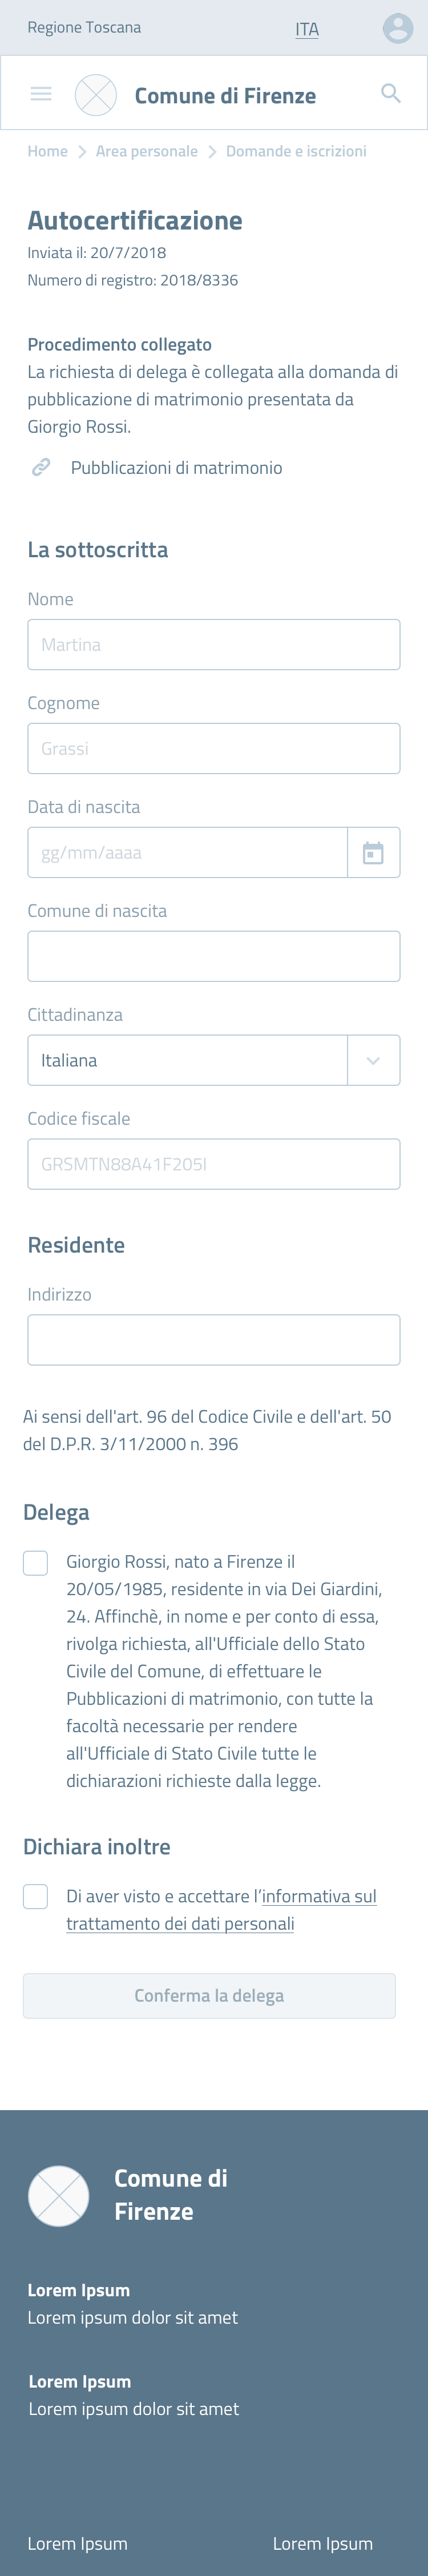 Regione Toscana
ITA
Comune di Firenze
Home
Area personale
Domande e iscrizioni
Autocertificazione
Inviata il: 20/7/2018
Numero di registro: 2018/8336
Procedimento collegato
La richiesta di delega è collegata alla domanda di
pubblicazione di matrimonio presentata da
Giorgio Rossi.
Pubblicazioni di matrimonio
La sottoscritta
Nome
Martina
Cognome
Grassi
Data di nascita
gg/mm/aaaa
Comune di nascita
Cittadinanza
Italiana
Codice fiscale
GRSMTN88A41F205I
Residente
Indirizzo
Ai sensi dell'art. 96 del Codice Civile e dell'art. 50
del D.P.R. 3/11/2000 n. 396
Delega
Giorgio Rossi, nato a Firenze il
20/05/1985, residente in via Dei Giardini,
24. Affinchè, in nome e per conto di essa,
rivolga richiesta, all'Ufficiale dello Stato
Civile del Comune, di effettuare le
Pubblicazioni di matrimonio, con tutte la
facoltà necessarie per rendere
all'Ufficiale di Stato Civile tutte le
dichiarazioni richieste dalla legge.
Dichiara inoltre
Di aver visto e accettare l’informativa sul
trattamento dei dati personali
Conferma la delega
Comune di
Firenze
Lorem Ipsum
Lorem ipsum dolor sit amet
Lorem Ipsum
Lorem ipsum dolor sit amet
Lorem Ipsum
Lorem Ipsum